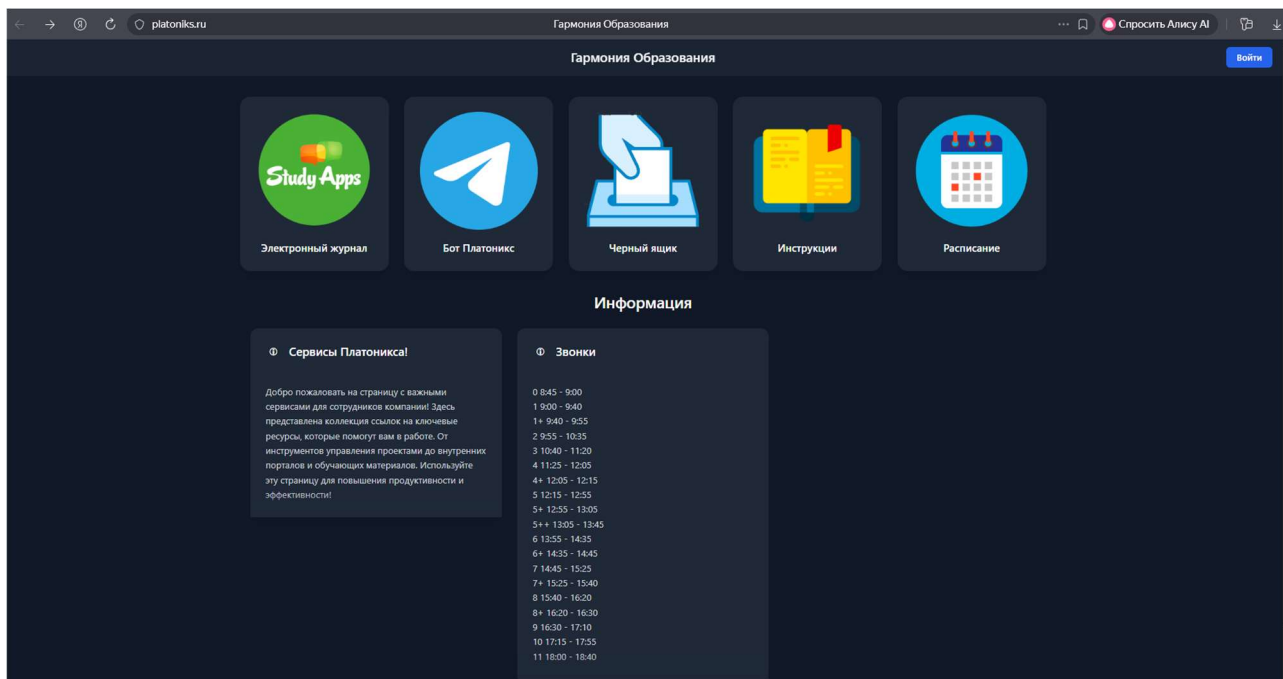 platoniks.ru
Гармония Образования
Спросить Алису AI
Гармония Образования
Войти
Study Apps
Электронный журнал
Бот Платоникс
Черный ящик
Инструкции
Расписание
Информация
Сервисы Платоникса!
Добро пожаловать на страницу с важными
сервисами для сотрудников компании! Здесь
представлена коллекция ссылок на ключевые
ресурсы, которые помогут вам в работе. От
инструментов управления проектами до внутренних
порталов и обучающих материалов. Используйте
эту страницу для повышения продуктивности и
эффективности!
Звонки
0 8:45 - 9:00
1 9:00 - 9:40
1+ 9:40 - 9:55
2 9:55 - 10:35
3 10:40 - 11:20
4 11:25 - 12:05
4+ 12:05 - 12:15
5 12:15 - 12:55
5+ 12:55 - 13:05
5++ 13:05 - 13:45
6 13:55 - 14:35
6+ 14:35 - 14:45
7 14:45 - 15:25
7+ 15:25 - 15:40
8 15:40 - 16:20
8+ 16:20 - 16:30
9 16:30 - 17:10
10 17:15 - 17:55
11 18:00 - 18:40